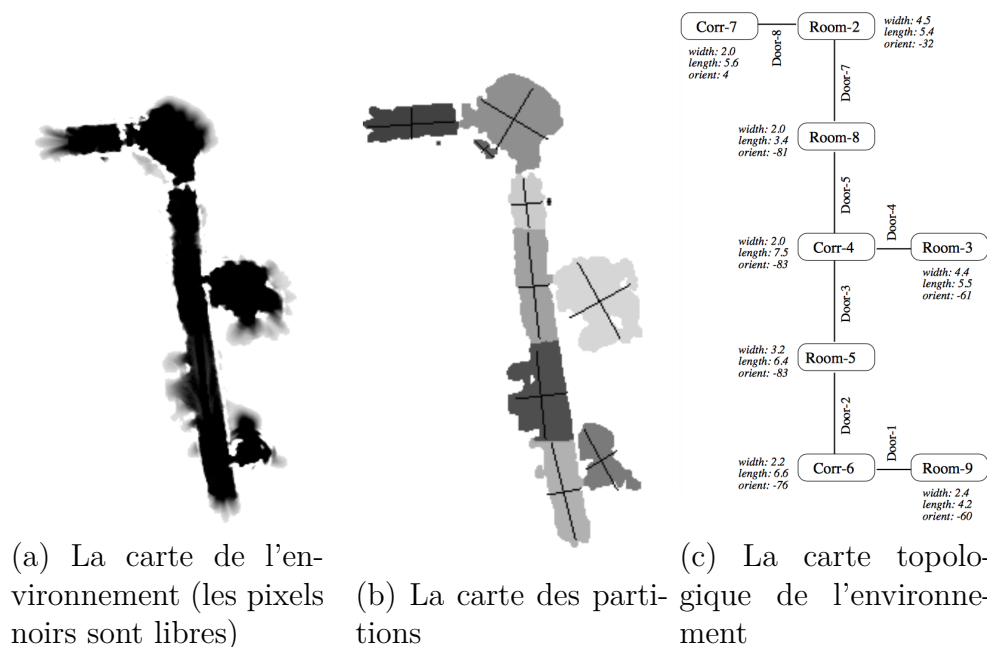 Corr-7
Door-8
Room-2
width: 4.5
length: 5.4
orient: -32
width: 2.0
length: 5.6
orient: 4
Door-7
width: 2.0
length: 3.4
orient: -81
Room-8
Door-5
Door-4
width: 2.0
length: 7.5
orient: -83
Corr-4
Room-3
width: 4.4
length: 5.5
orient: -61
Door-3
width: 3.2
length: 6.4
orient: -83
Room-5
Door-2
Door-1
width: 2.2
length: 6.6
orient: -76
Corr-6
Room-9
width: 2.4
length: 4.2
orient: -60
(a) La carte de l'en-
vironnement (les pixels
noirs sont libres)
(b) La carte des parti-
tions
(c) La carte topolo-
gique de l'environne-
ment